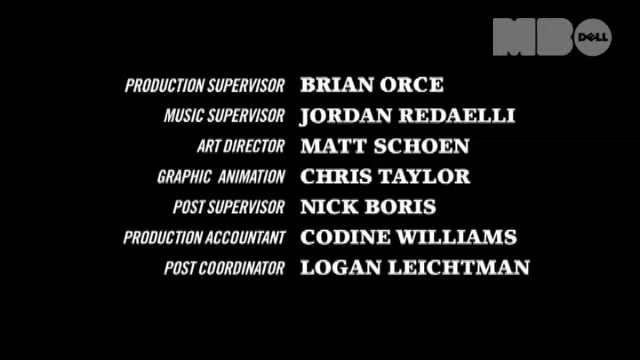 MBO
DELL
PRODUCTION SUPERVISOR BRIAN ORCE
MUSIC SUPERVISOR JORDAN REDAELLI
ART DIRECTOR MATT SCHOEN
GRAPHIC ANIMATION CHRIS TAYLOR
POST SUPERVISOR NICK BORIS
PRODUCTION ACCOUNTANT CODINE WILLIAMS
POST COORDINATOR LOGAN LEICHTMAN